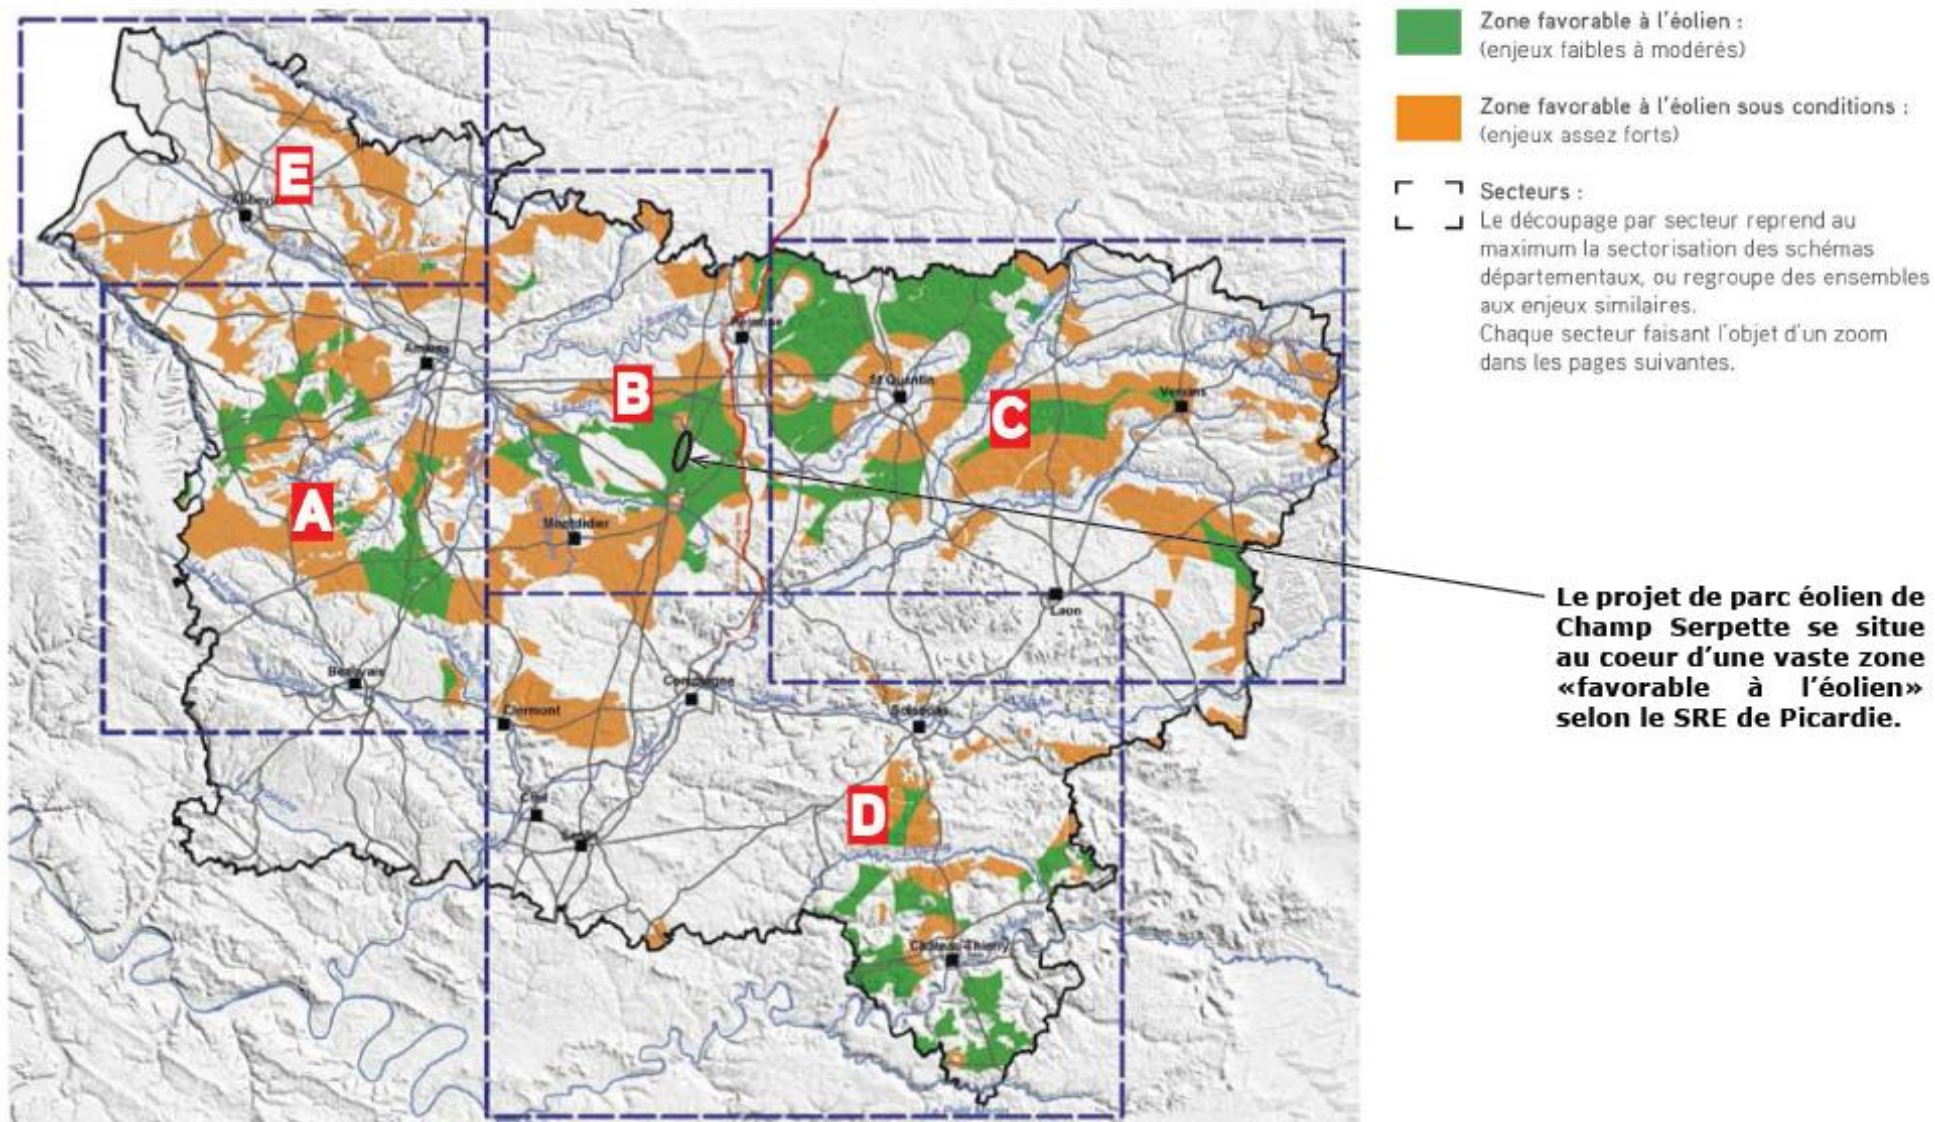 Zone favorable à l'éolien :
(enjeux faibles à modérés)
Zone favorable à l'éolien sous conditions :
(enjeux assez forts)
Secteurs :
Le découpage par secteur reprend au
maximum la sectorisation des schémas
départementaux, ou regroupe des ensembles
aux enjeux similaires.
Chaque secteur faisant l'objet d'un zoom
dans les pages suivantes.
E
Amiens
B
St Quentin
C
Vervins
A
Montdidier
Laon
Le projet de parc éolien de
Champ Serpette se situe
au coeur d'une vaste zone
«favorable à l'éolien»
selon le SRE de Picardie.
Beauvais
Compiègne
Clermont
Soissons
D
Creil
Château-Thierry